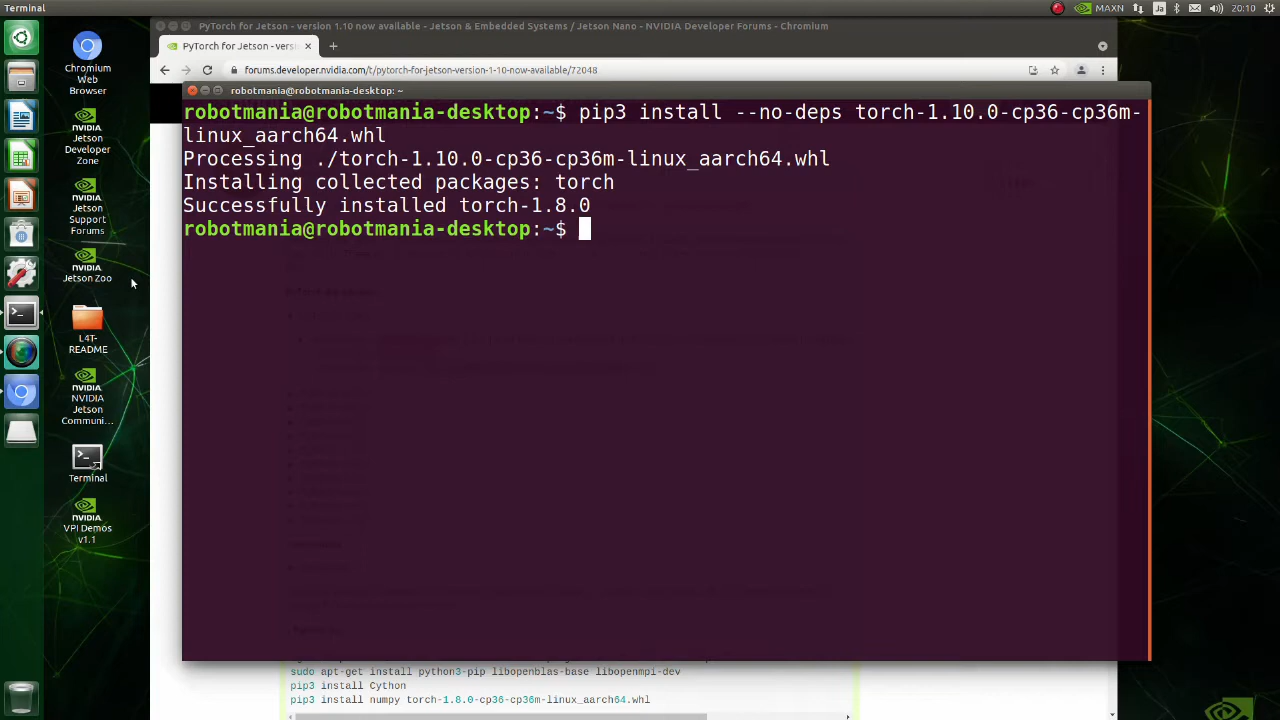 Terminal
MAXN
Ja
20:10
Chromium
Web
Browser
NVIDIA
Jetson
Developer
Zone
NVIDIA
Jetson
Support
Forums
NVIDIA
Jetson Zoo
L4T-
README
NVIDIA
NVIDIA
Jetson
Communi...
Terminal
NVIDIA
VPI Demos
v1.1
PyTorch for Jetson - version 1.10 now available - Jetson & Embedded Systems / Jetson Nano - NVIDIA Developer Forums - Chromium
PyTorch for Jetson - versi
forums.developer.nvidia.com/t/pytorch-for-jetson-version-1-10-now-available/72048
robotmania@robotmania-desktop: ~
robotmania@robotmania-desktop:~$ pip3 install --no-deps torch-1.10.0-cp36-cp36m-
linux_aarch64.whl
Processing ./torch-1.10.0-cp36-cp36m-linux_aarch64.whl
Installing collected packages: torch
Successfully installed torch-1.8.0
robotmania@robotmania-desktop:~$
sudo apt-get install python3-pip libopenblas-base libopenmpi-dev
pip3 install Cython
pip3 install numpy torch-1.8.0-cp36-cp36m-linux_aarch64.whl